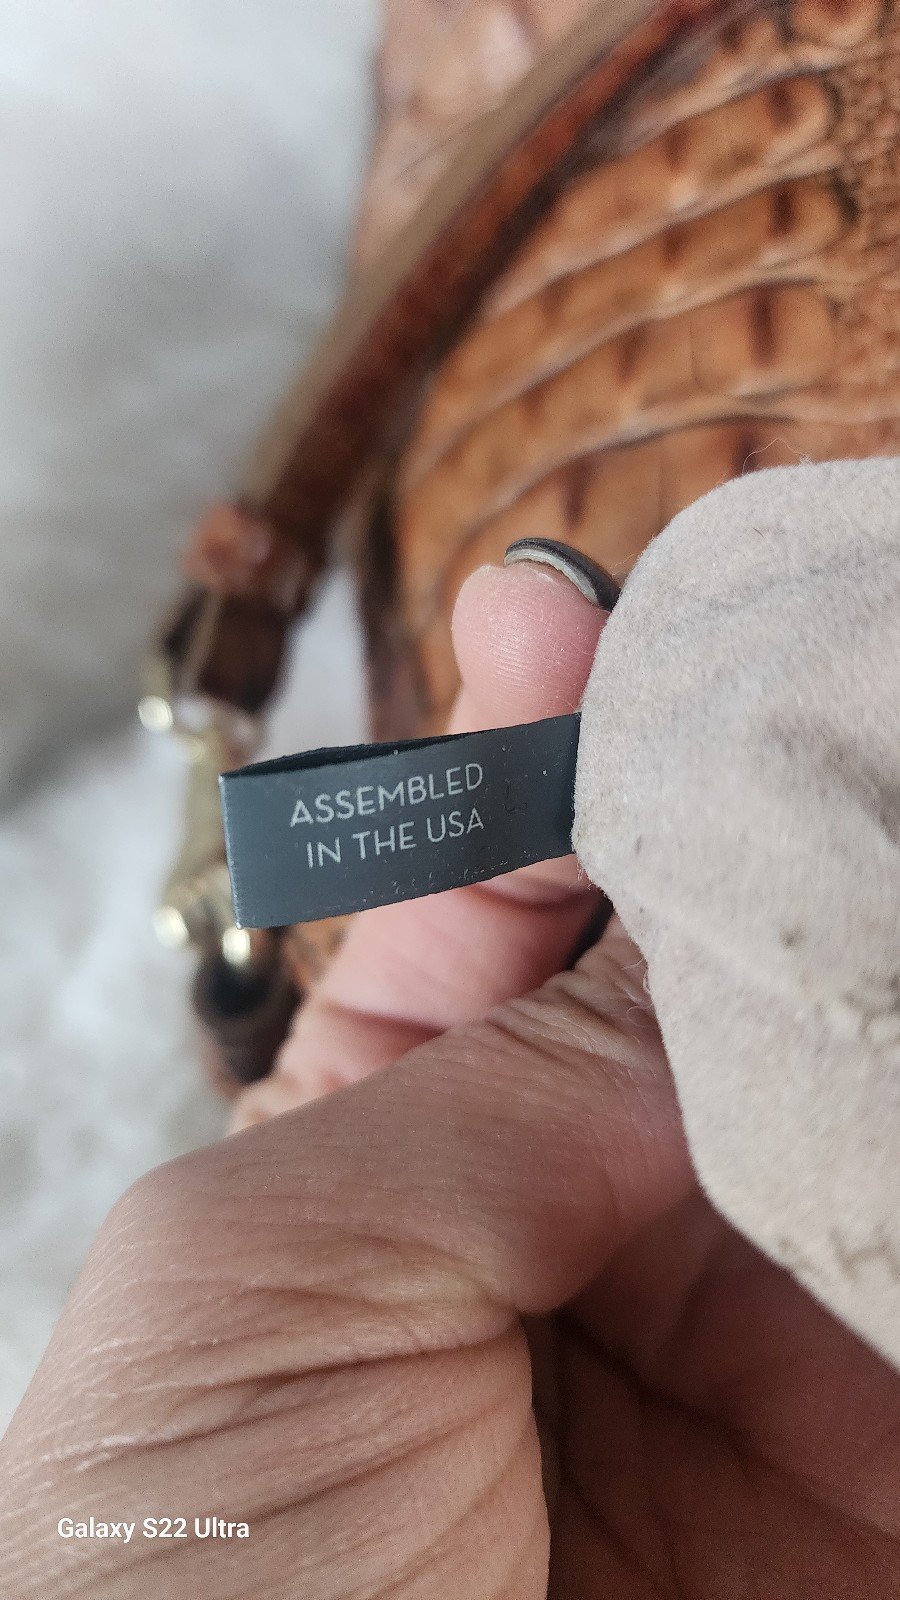 ASSEMBLED
IN THE USA
Galaxy S22 Ultra